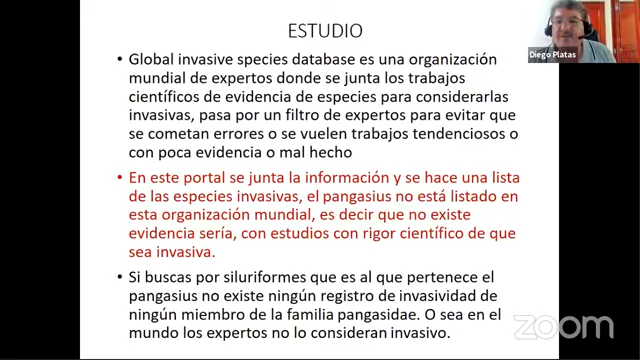 ESTUDIO
Diego Platas
• Global invasive species database es una organización
mundial de expertos donde se junta los trabajos
científicos de evidencia de especies para considerarlas
invasivas, pasa por un filtro de expertos para evitar que
se cometan errores o se vuelen trabajos tendenciosos o
con poca evidencia o mal hecho
• En este portal se junta la información y se hace una lista
de las especies invasivas, el pangasius no está listado en
esta organización mundial, es decir que no existe
evidencia sería, con estudios con rigor científico de que
sea invasiva.
• Si buscas por siluriformes que es al que pertenece el
pangasius no existe ningún registro de invasividad de
ningún miembro de la familia pangasidae. O sea en el
mundo los expertos no lo consideran invasivo.
zoom